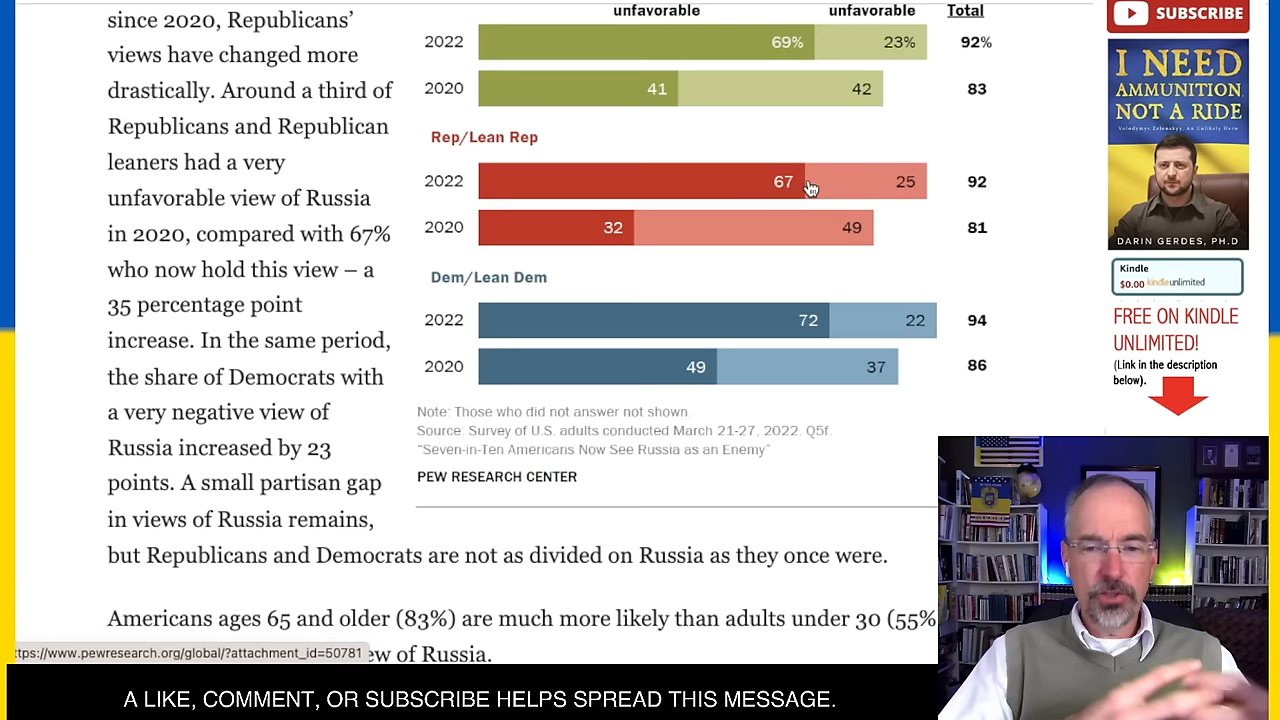 since 2020, Republicans'
views have changed more
drastically. Around a third of
Republicans and Republican
leaners had a very
unfavorable view of Russia
in 2020, compared with 67%
who now hold this view – a
35 percentage point
increase. In the same period,
the share of Democrats with
a very negative view of
Russia increased by 23
points. A small partisan gap
in views of Russia remains,
but Republicans and Democrats are not as divided on Russia as they once were.
Americans ages 65 and older (83%) are much more likely than adults under 30 (55%
ew of Russia.
unfavorable unfavorable Total
2022 69% 23% 92%
2020 41 42 83
Rep/Lean Rep
2022 67 25 92
2020 32 49 81
Dem/Lean Dem
2022 72 22 94
2020 49 37 86
Note: Those who did not answer not shown.
Source: Survey of U.S. adults conducted March 21-27, 2022. Q5f.
"Seven-in-Ten Americans Now See Russia as an Enemy"
PEW RESEARCH CENTER
ttps://www.pewresearch.org/global/?attachment_id=50781
SUBSCRIBE
I NEED
AMMUNITION,
NOT A RIDE
Volodymyr Zelenskyy, An Unlikely Hero
DARIN GERDES, PH.D
Kindle
$0.00 kindleunlimited
FREE ON KINDLE
UNLIMITED!
(Link in the description
below).
A LIKE, COMMENT, OR SUBSCRIBE HELPS SPREAD THIS MESSAGE.